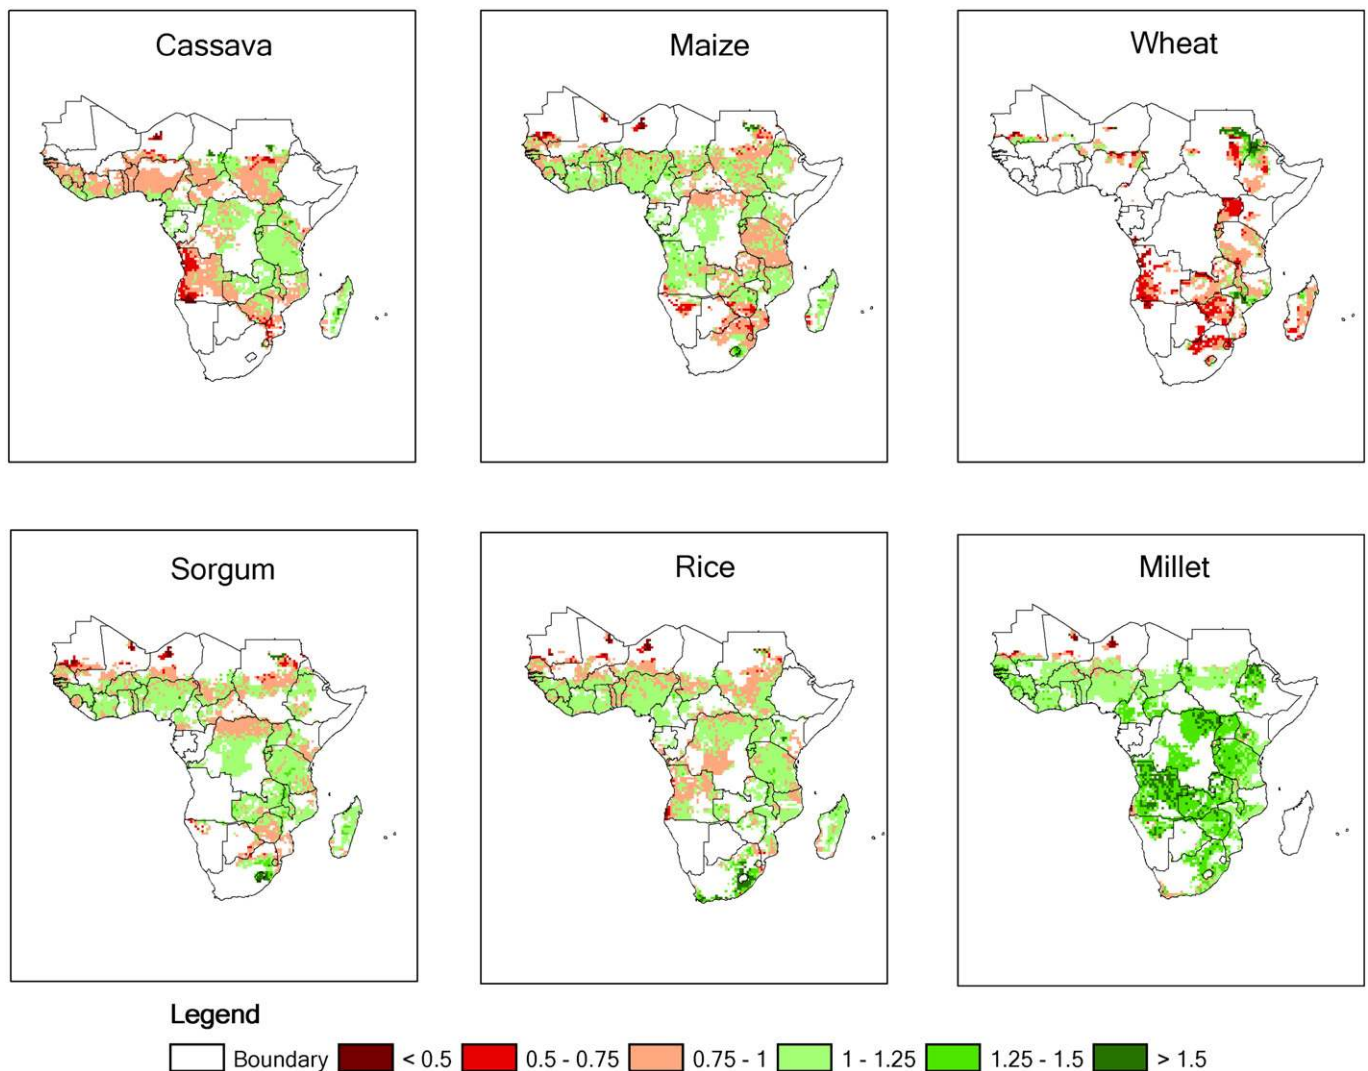 Cassava
Maize
Wheat
Sorgum
Rice
Millet
Legend
Boundary < 0.5 0.5 - 0.75 0.75 - 1 1 - 1.25 1.25 - 1.5 > 1.5